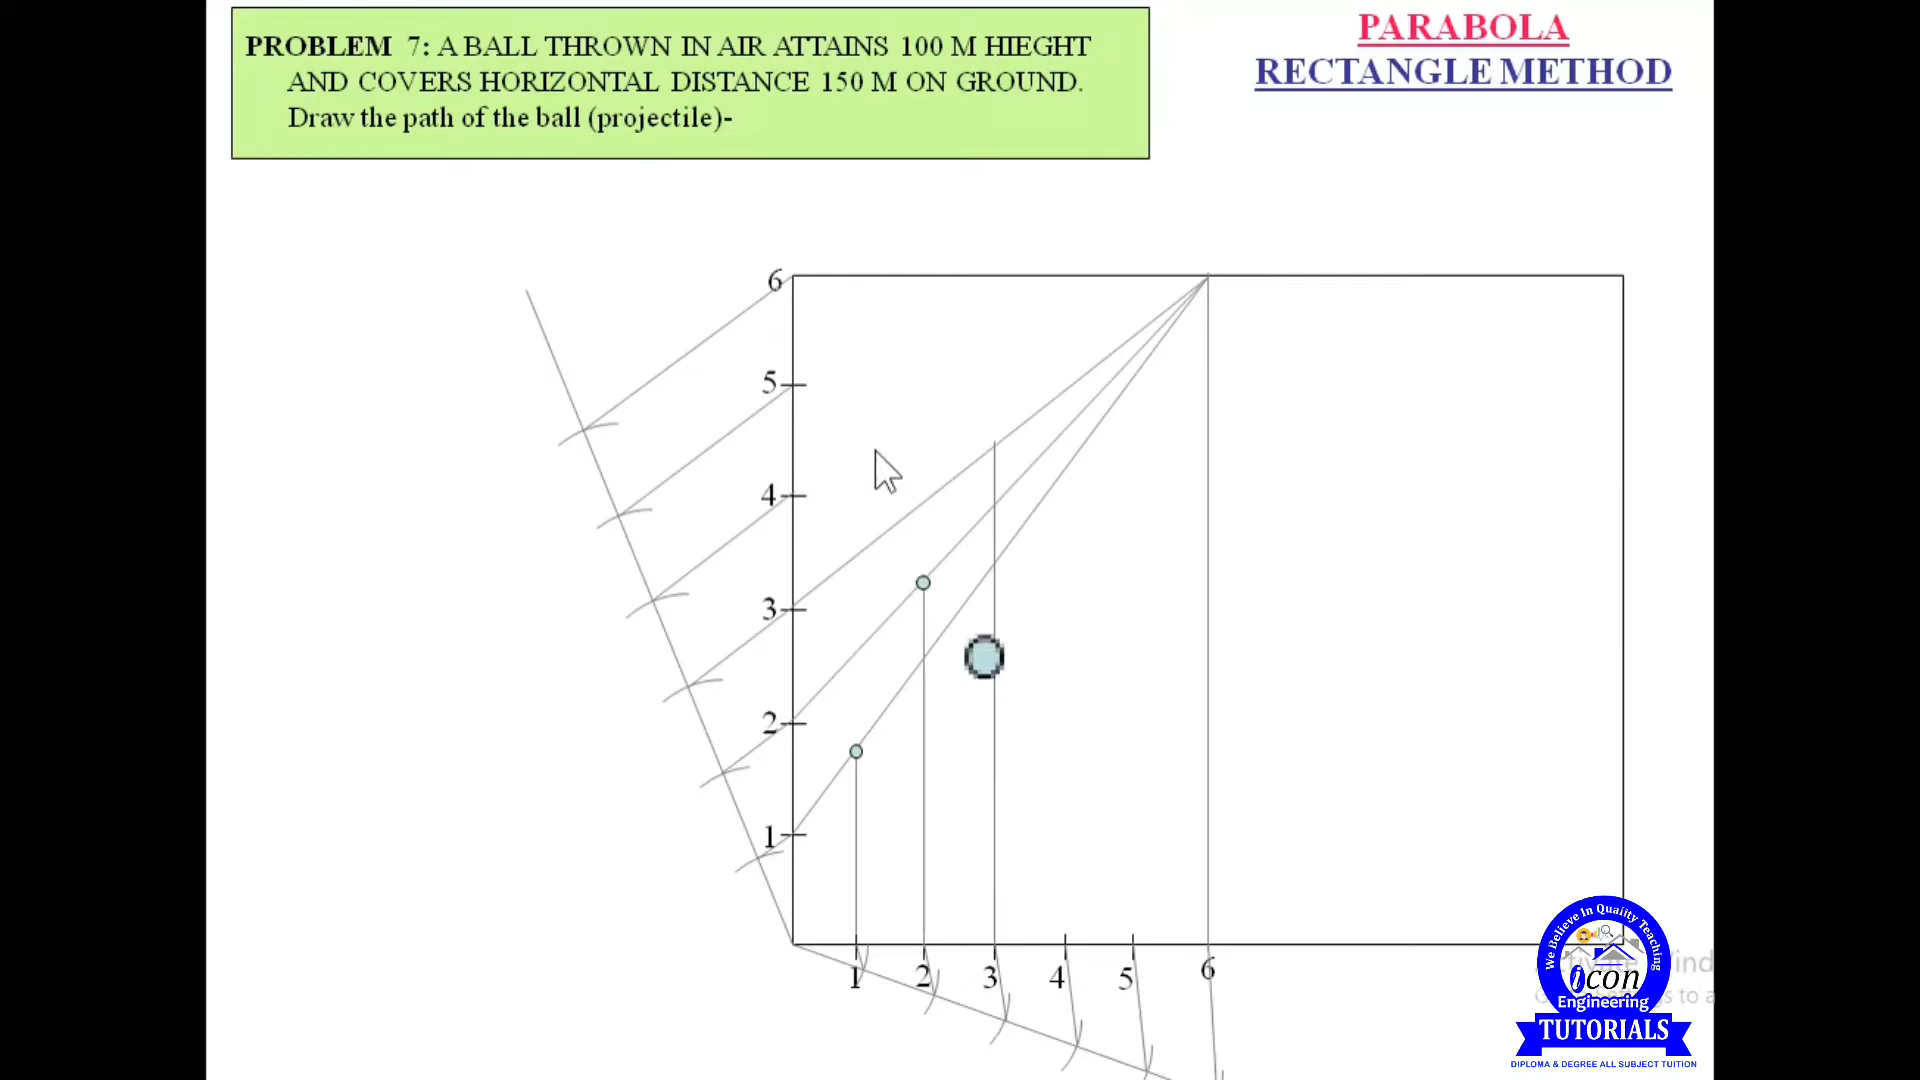 PROBLEM 7: A BALL THROWN IN AIR ATTAINS 100 M HIEGHT
AND COVERS HORIZONTAL DISTANCE 150 M ON GROUND.
Draw the path of the ball (projectile)-
PARABOLA
RECTANGLE METHOD
6
5
4
3
2
1
1 2 3 4 5 6
We Believe In Quality Teaching
icon
Engineering
TUTORIALS
DIPLOMA & DEGREE ALL SUBJECT TUITION